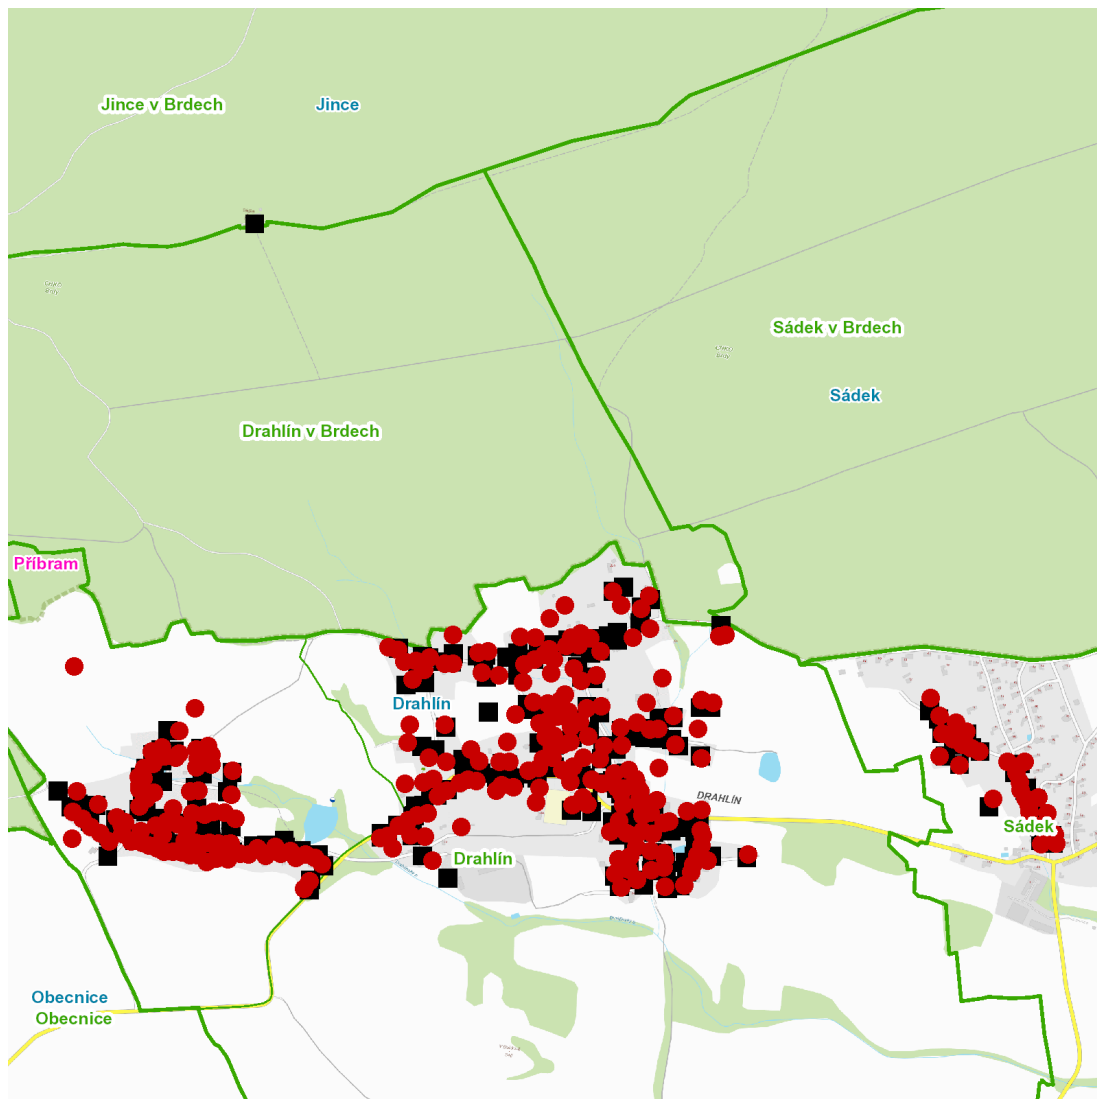 Jince v Brdech
Jince
Sádek v Brdech
Sádek
Drahlín v Brdech
Příbram
Drahlín
DRAHLÍN
Sádek
Drahlín
Obecnice
Obecnice